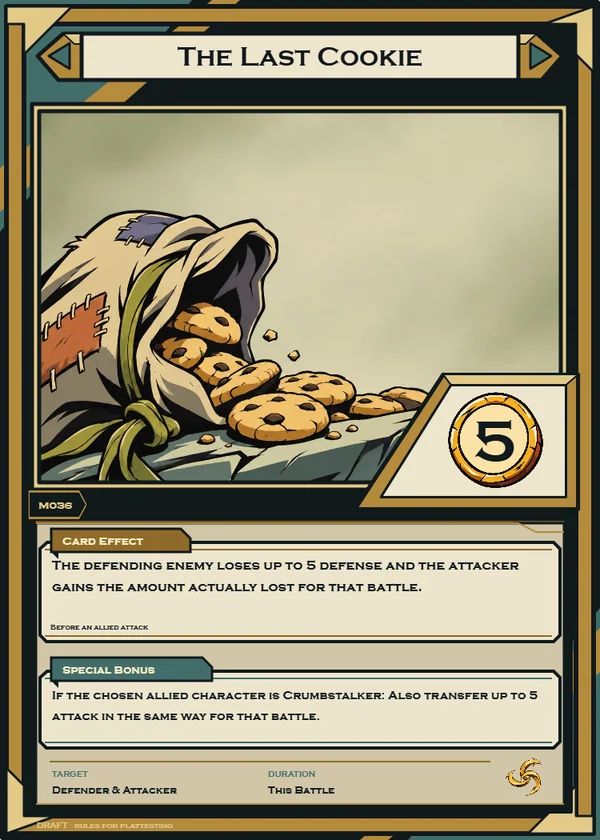 The Last Cookie
5
M036
Card Effect
The defending enemy loses up to 5 defense and the attacker
gains the amount actually lost for that battle.
Before an allied attack
Special Bonus
If the chosen allied character is Crumbstalker: Also transfer up to 5
attack in the same way for that battle.
Target
Duration
Defender & Attacker
This Battle
DRAFT Rules for Plattesting